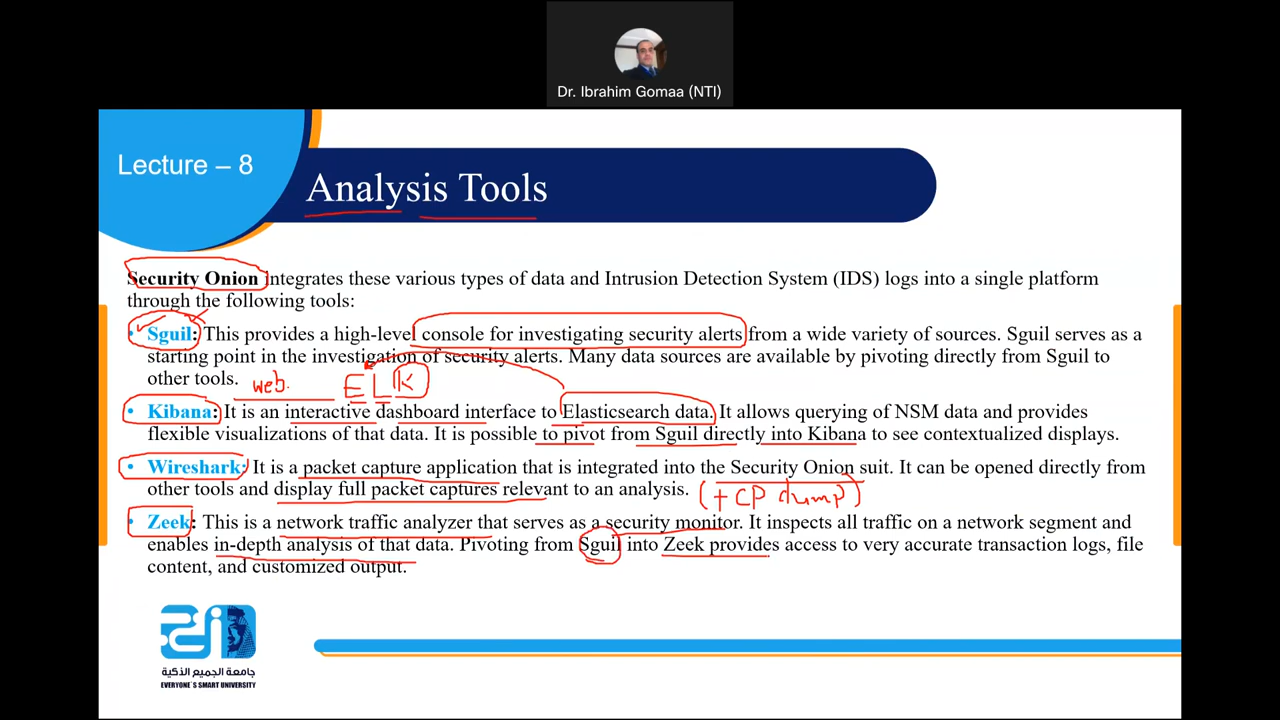 Dr. Ibrahim Gomaa (NTI)
Lecture – 8
Analysis Tools
Security Onion integrates these various types of data and Intrusion Detection System (IDS) logs into a single platform
through the following tools:
• Sguil: This provides a high-level console for investigating security alerts from a wide variety of sources. Sguil serves as a
starting point in the investigation of security alerts. Many data sources are available by pivoting directly from Sguil to
other tools.
web.
ELK
• Kibana: It is an interactive dashboard interface to Elasticsearch data. It allows querying of NSM data and provides
flexible visualizations of that data. It is possible to pivot from Sguil directly into Kibana to see contextualized displays.
• Wireshark: It is a packet capture application that is integrated into the Security Onion suit. It can be opened directly from
other tools and display full packet captures relevant to an analysis.
(TCP dump)
• Zeek: This is a network traffic analyzer that serves as a security monitor. It inspects all traffic on a network segment and
enables in-depth analysis of that data. Pivoting from Sguil into Zeek provides access to very accurate transaction logs, file
content, and customized output.
جامعة الجميع الذكية
EVERYONE`S SMART UNIVERSITY